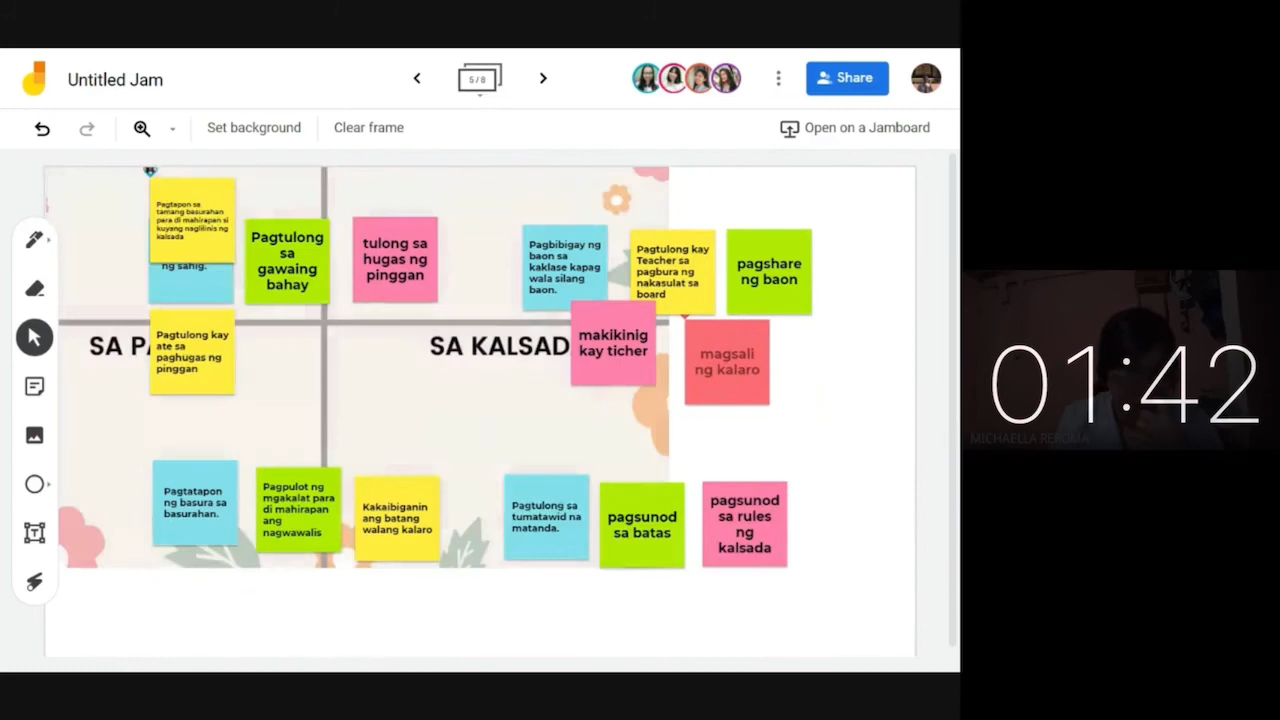 Untitled Jam
5/8
Share
Set background
Clear frame
Open on a Jamboard
Pagtapon sa
tamang basurahan
para di mahirapan si
kuyang naglilinis ng
kalsada
ng sahig.
Pagtulong
sa
gawaing
bahay
tulong sa
hugas ng
pinggan
Pagbibigay ng
baon sa
kaklase kapag
wala silang
baon.
Pagtulong kay
Teacher sa
pagbura ng
nakasulat sa
board
pagshare
ng baon
SA PA
Pagtulong kay
ate sa
paghugas ng
pinggan
SA KALSAD
makikinig
kay ticher
magsali
ng kalaro
Pagtatapon
ng basura sa
basurahan.
Pagpulot ng
mgakalat para
di mahirapan
ang
nagwawalis
Kakaibiganin
ang batang
walang kalaro
Pagtulong sa
tumatawid na
matanda.
pagsunod
sa batas
pagsunod
sa rules
ng
kalsada
01:42
MICHAELLA REROMA